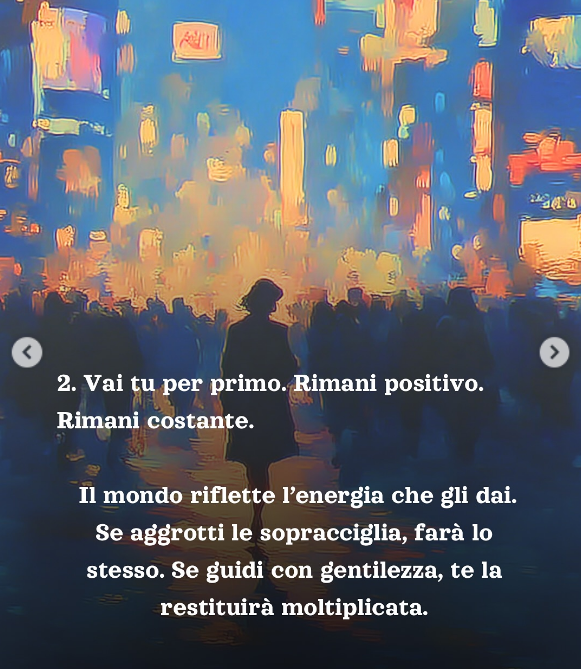 2. Vai tu per primo. Rimani positivo.
Rimani costante.
Il mondo riflette l’energia che gli dai.
Se aggrotti le sopracciglia, farà lo
stesso. Se guidi con gentilezza, te la
restituirà moltiplicata.